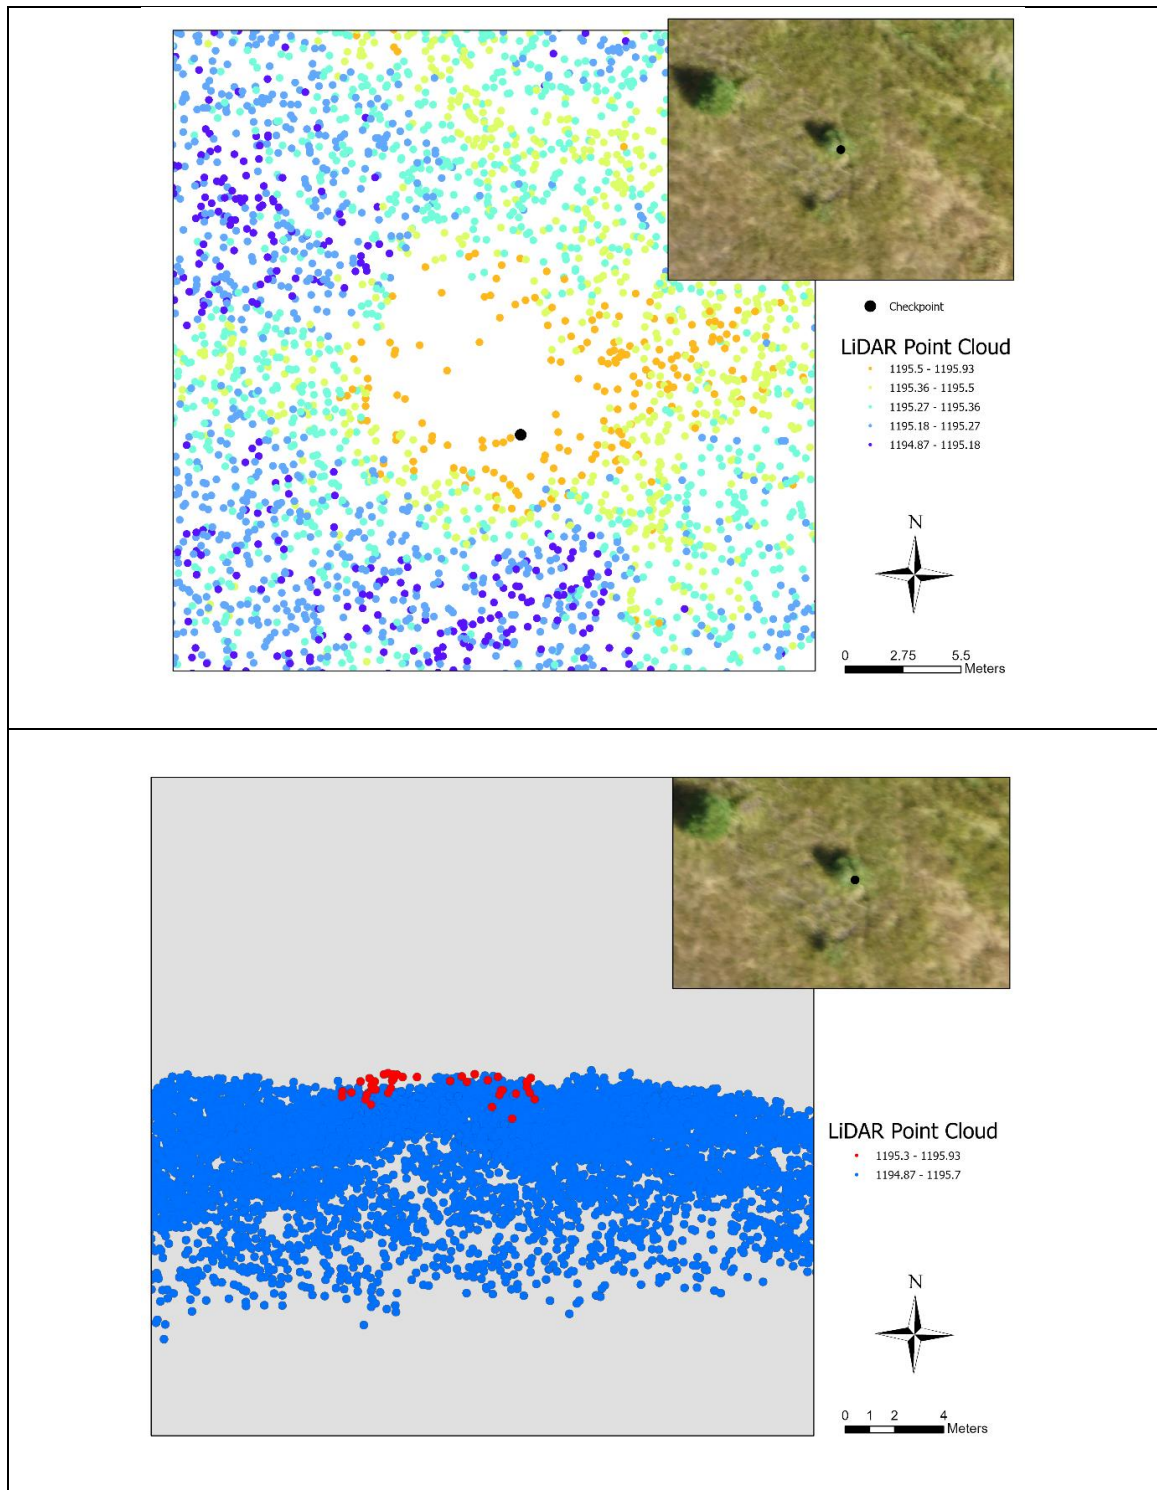 Checkpoint
LiDAR Point Cloud
1195.5 - 1195.93
1195.36 - 1195.5
1195.27 - 1195.36
1195.18 - 1195.27
1194.87 - 1195.18
N
0 2.75 5.5
Meters
LiDAR Point Cloud
1195.3 - 1195.93
1194.87 - 1195.7
N
0 1 2 4
Meters